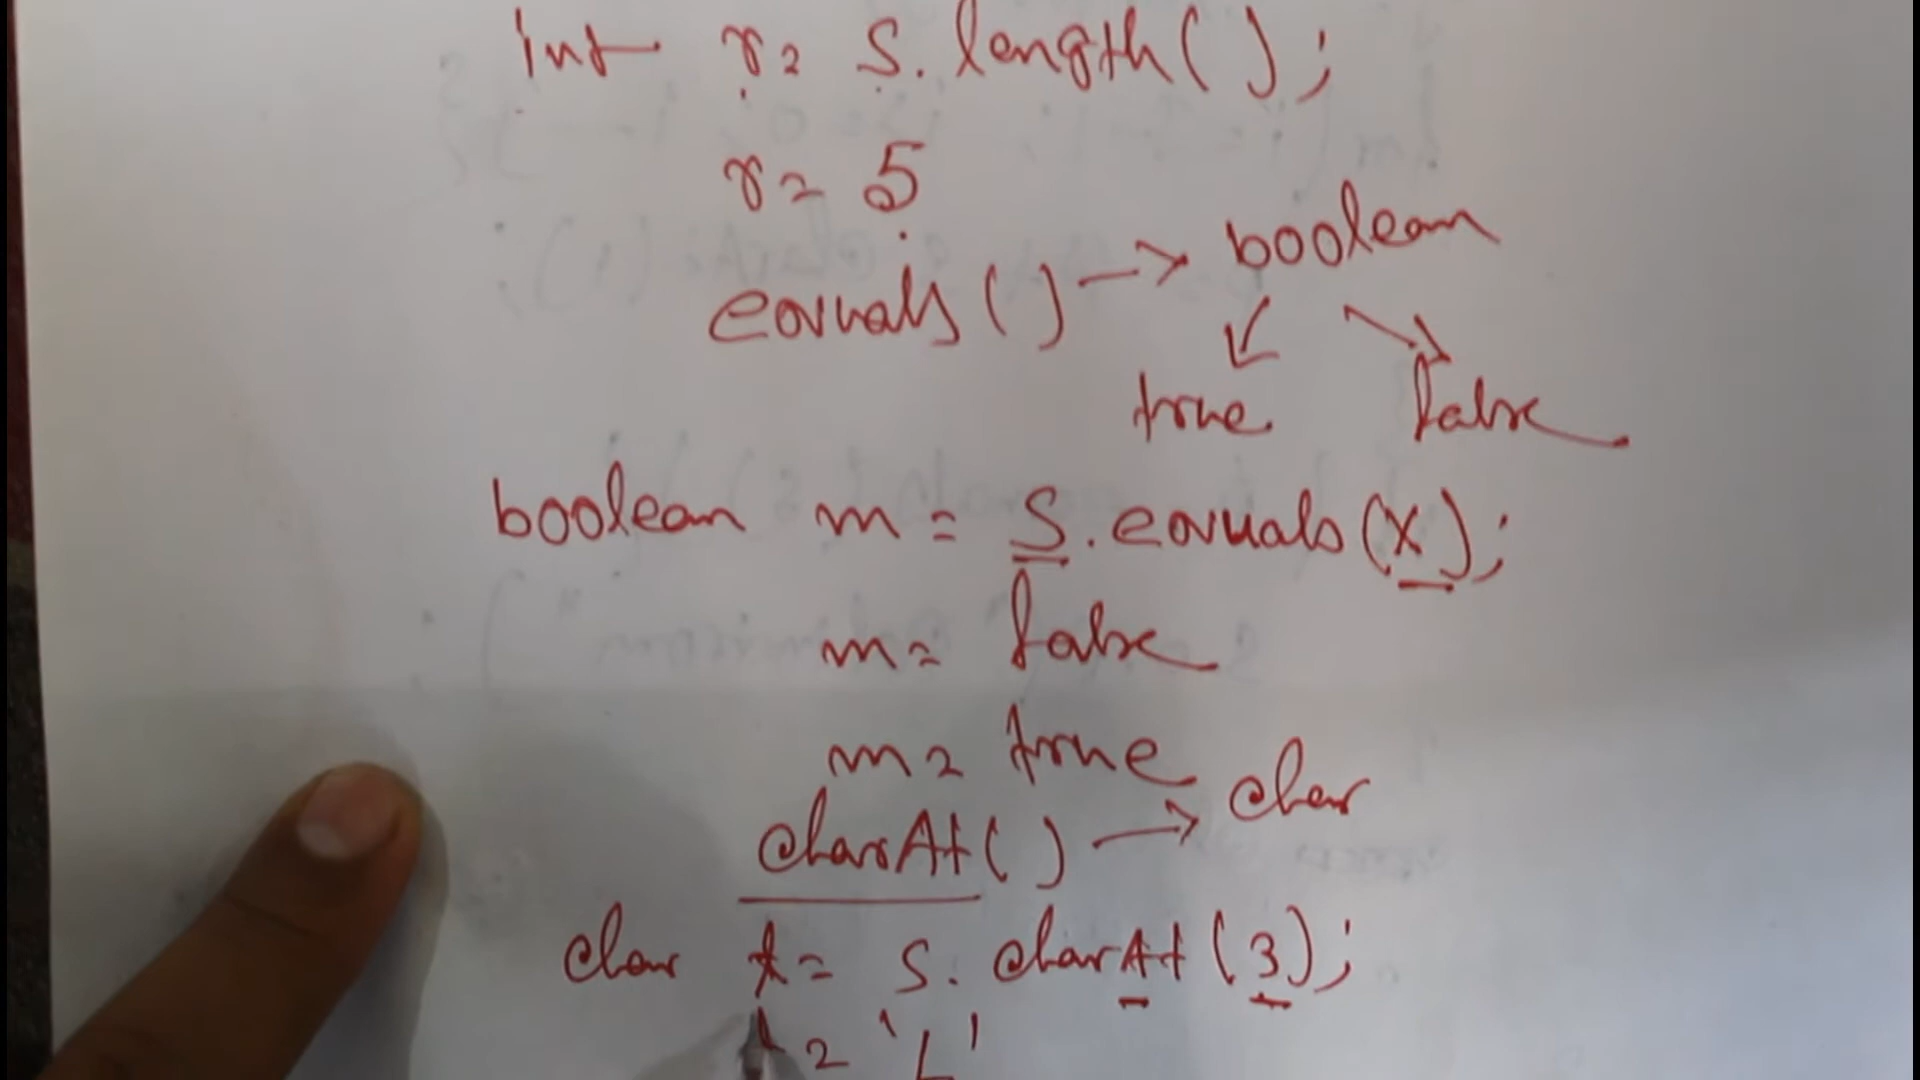 int r= s.length();
r= 5
equals() → boolean
true false
boolean m = s.equals(x);
m= false
m= true
charAt() → char
char t= s.charAt(3);
t= 'L'